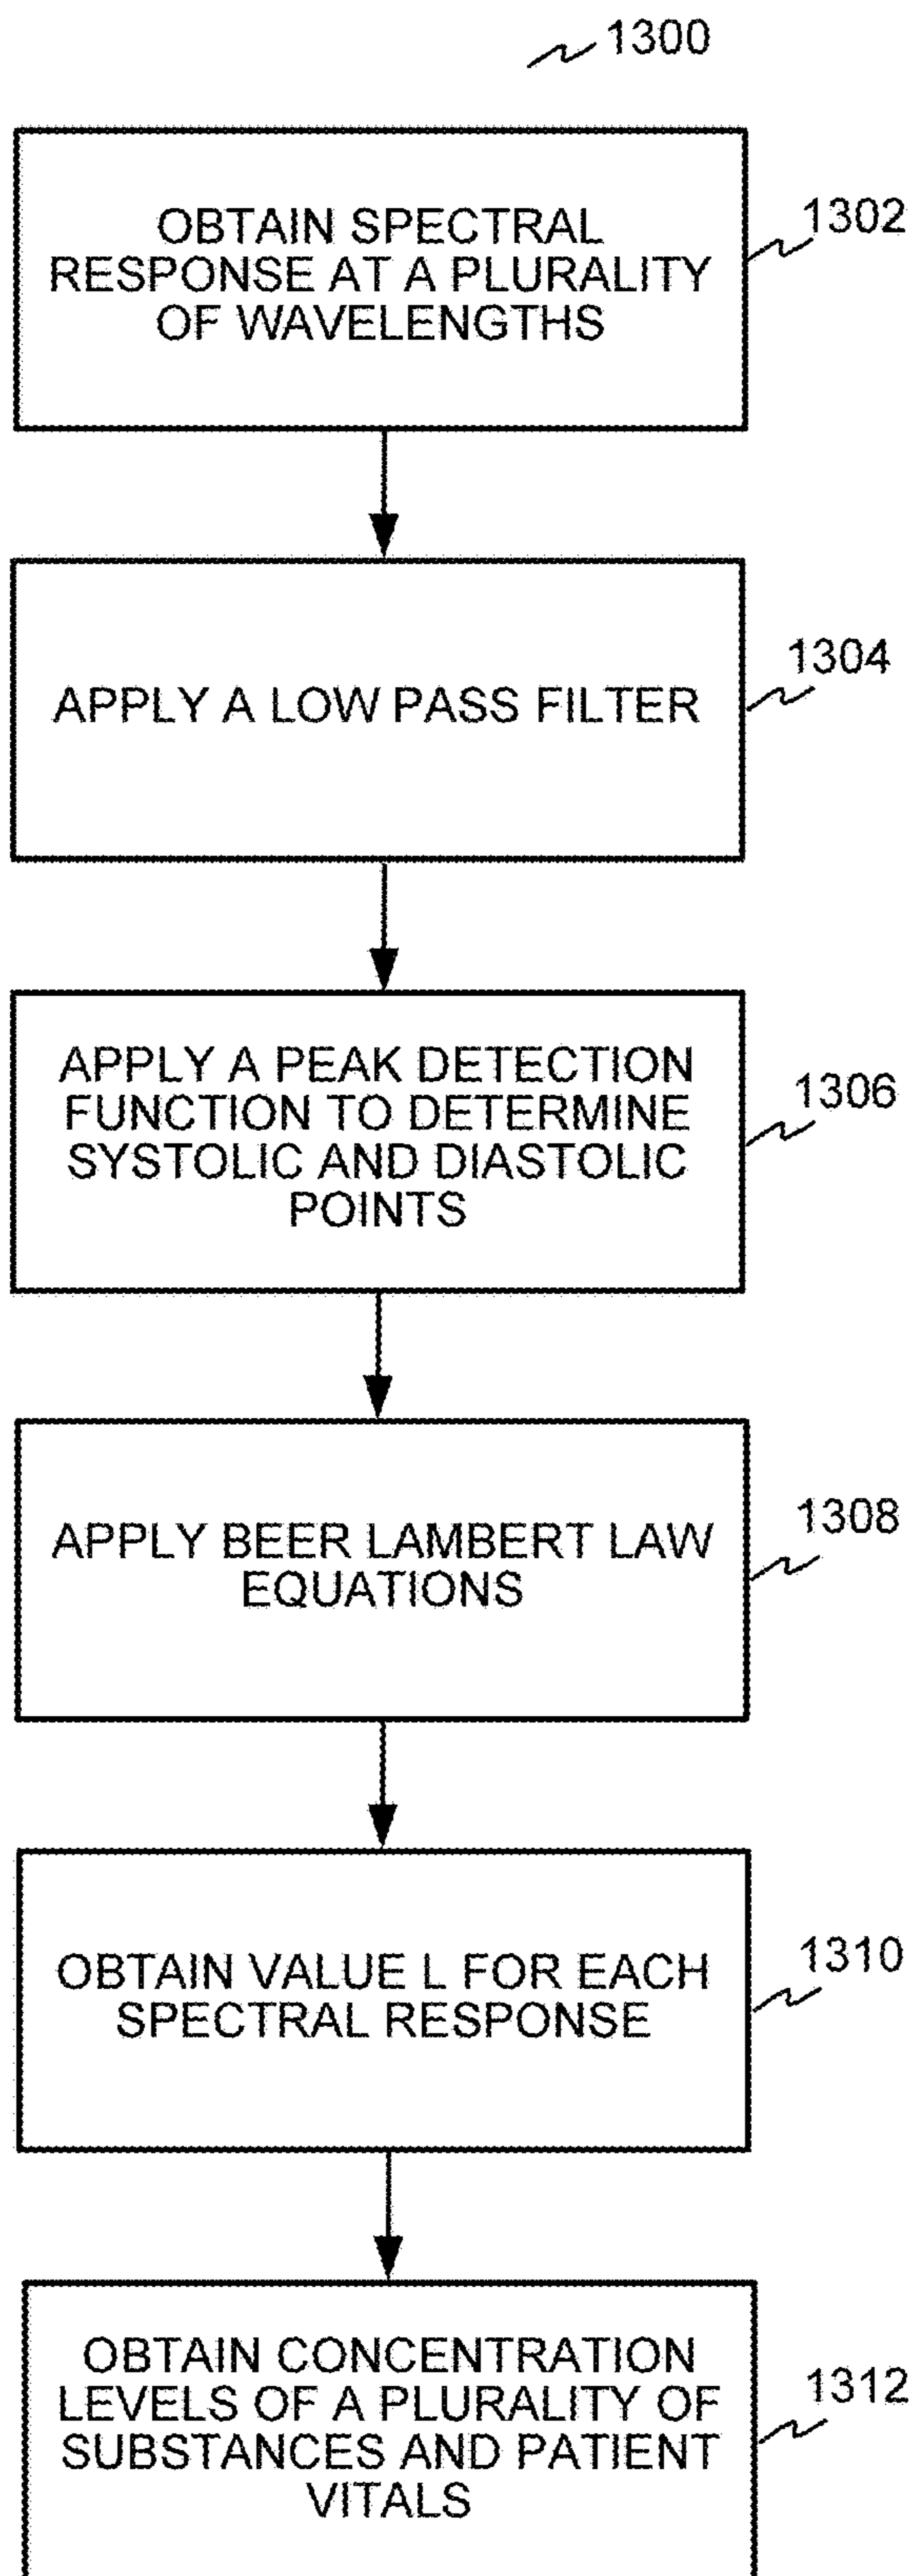 1300
OBTAIN SPECTRAL
RESPONSE AT A PLURALITY
OF WAVELENGTHS
1302
APPLY A LOW PASS FILTER
1304
APPLY A PEAK DETECTION
FUNCTION TO DETERMINE
SYSTOLIC AND DIASTOLIC
POINTS
1306
APPLY BEER LAMBERT LAW
EQUATIONS
1308
OBTAIN VALUE L FOR EACH
SPECTRAL RESPONSE
1310
OBTAIN CONCENTRATION
LEVELS OF A PLURALITY OF
SUBSTANCES AND PATIENT
VITALS
1312